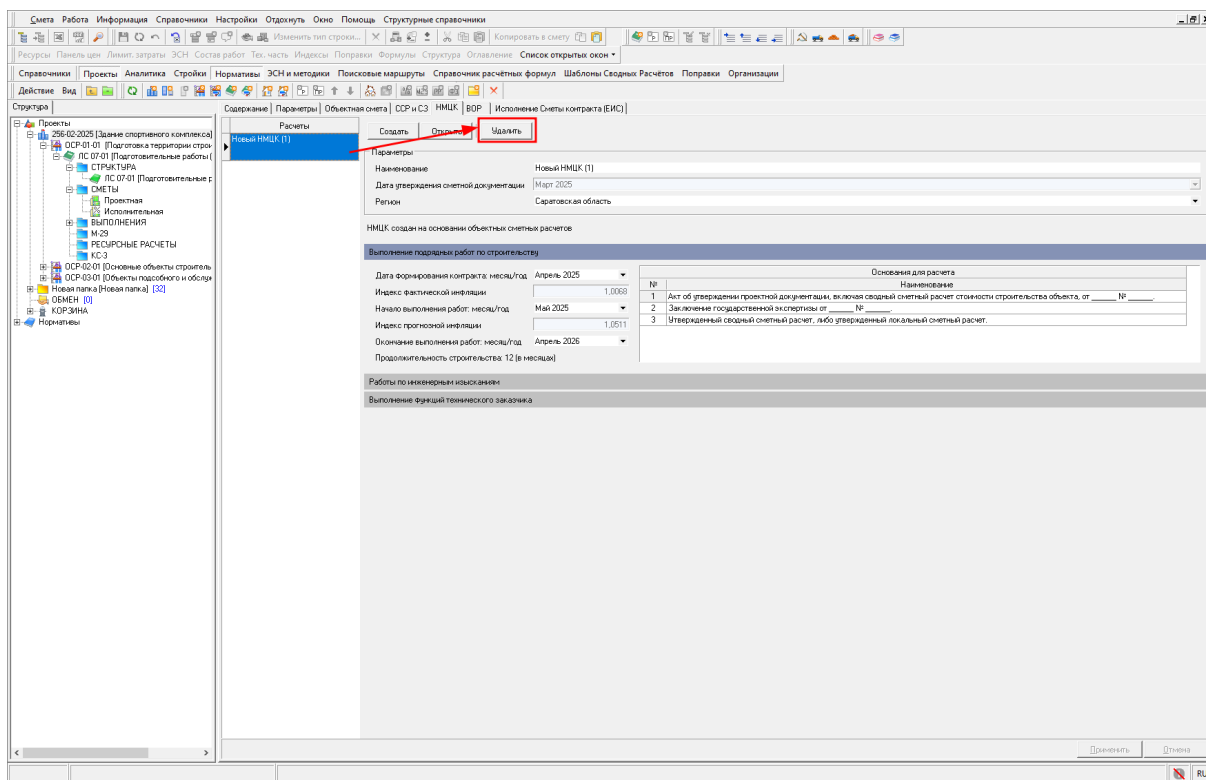 Смета Работа Информация Справочники Настройки Отдохнуть Окно Помощь Структурные справочники
Изменить тип строки... Копировать в смету
Ресурсы Панель цен Лимит. затраты ЭСН Состав работ Тех. часть Индексы Поправки Формулы Структура Оглавление Список открытых окон
Справочники Проекты Аналитика Стройки Нормативы ЭСН и методики Поисковые маршруты Справочник расчётных формул Шаблоны Сводных Расчётов Поправки Организации
Действие Вид
Структура
Содержание Параметры Объектная смета ССР и СЗ НМЦК ВОР Исполнение Сметы контракта (ЕИС)
Проекты
256-02-2025 [Здание спортивного комплекса]
ОСР-01-01 [Подготовка территории строи
ЛС 07-01 [Подготовительные работы (
СТРУКТУРА
ЛС 07-01 [Подготовительные р
СМЕТЫ
Проектная
Исполнительная
ВЫПОЛНЕНИЯ
М-29
РЕСУРСНЫЕ РАСЧЕТЫ
КС-3
ОСР-02-01 [Основные объекты строитель
ОСР-03-01 [Объекты подсобного и обслуж
Новая папка [Новая папка] [32]
ОБМЕН [0]
КОРЗИНА
Нормативы
Расчеты
Новый НМЦК (1)
Создать Открыть Удалить
Параметры
Наименование Новый НМЦК (1)
Дата утверждения сметной документации Март 2025
Регион Саратовская область
НМЦК создан на основании объектных сметных расчетов
Выполнение подрядных работ по строительству
Дата формирования контракта: месяц/год Апрель 2025
Индекс фактической инфляции 1,0068
Начало выполнения работ: месяц/год Май 2025
Индекс прогнозной инфляции 1,0511
Окончание выполнения работ: месяц/год Апрель 2026
Продолжительность строительства: 12 (в месяцах)
Основания для расчета
№ Наименование
1 Акт об утверждении проектной документации, включая сводный сметный расчет стоимости строительства объекта, от ______ № ______.
2 Заключение государственной экспертизы от ______ № ______.
3 Утвержденный сводный сметный расчет, либо утвержденный локальный сметный расчет.
Работы по инженерным изысканиям
Выполнение функций технического заказчика
Применить Отмена
RU